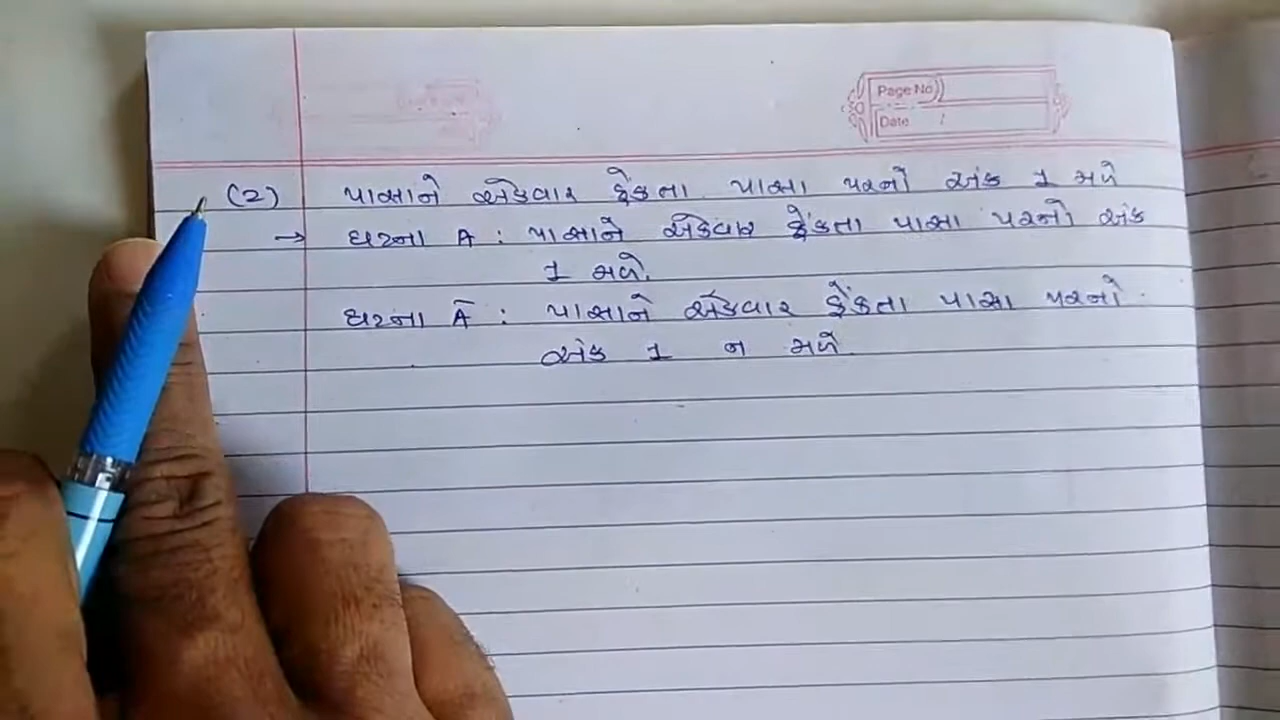 Page No
Date /
(2) પાસાને એકવાર ફેંકતા પાસા પરનો અંક 1 મળે
→ ઘટના A : પાસાને એકવાર ફેંકતા પાસા પરનો અંક
1 મળે.
ઘટના Ā : પાસાને એકવાર ફેંકતા પાસા પરનો
અંક 1 ન મળે.